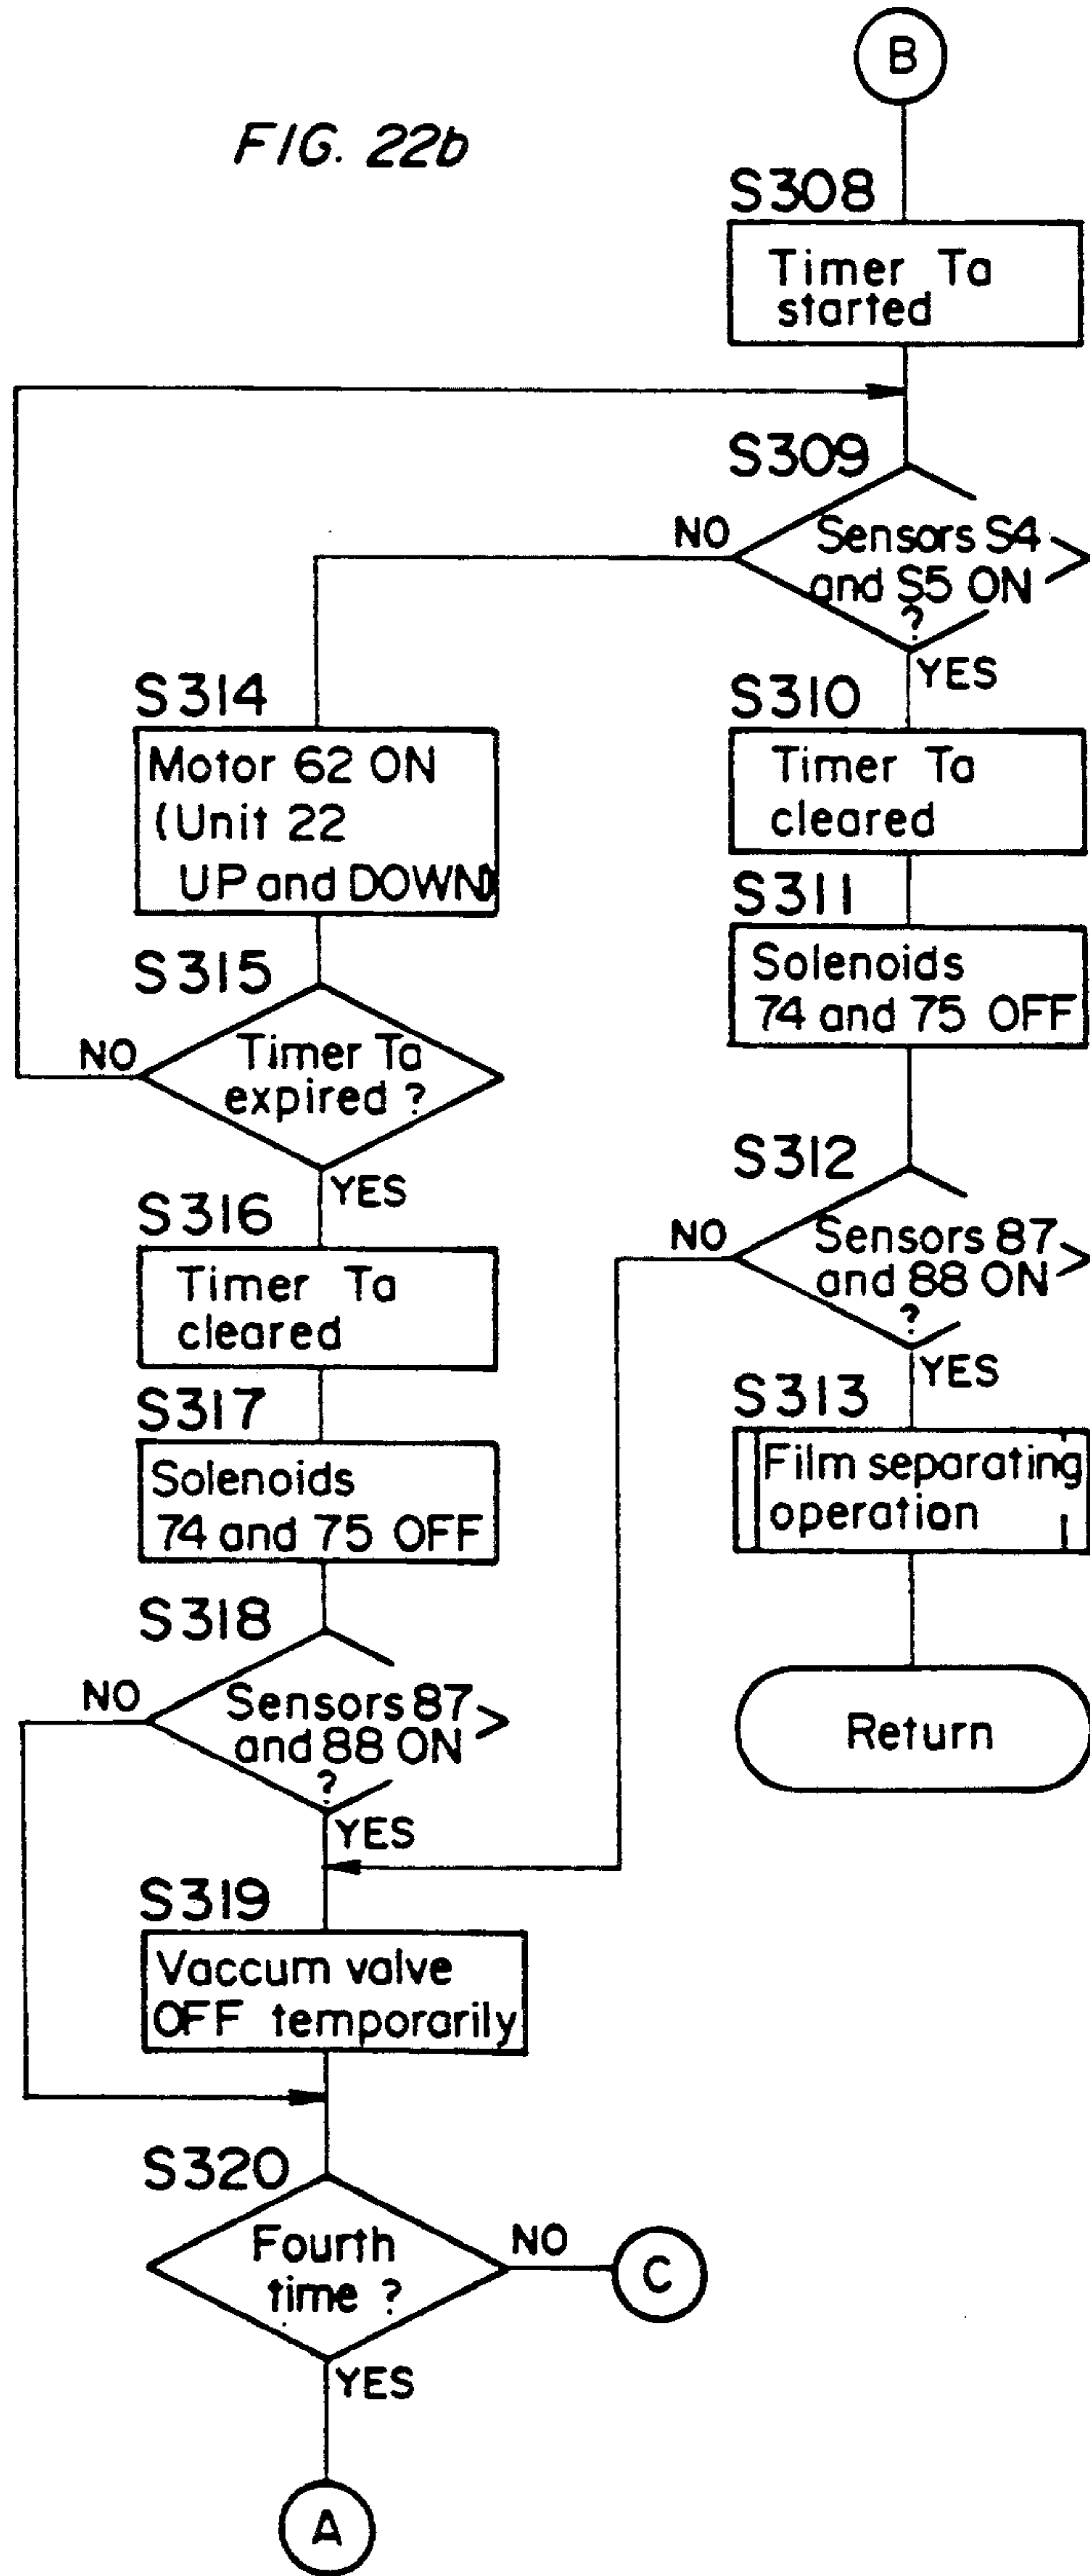 FIG. 22b
B
S308
Timer Ta
started
S309
NO
Sensors S4
and S5 ON
?
YES
S310
Timer Ta
cleared
S311
Solenoids
74 and 75 OFF
S312
NO
Sensors 87
and 88 ON
?
YES
S313
Film separating
operation
Return
S314
Motor 62 ON
(Unit 22
UP and DOWN)
S315
NO
Timer Ta
expired ?
YES
S316
Timer Ta
cleared
S317
Solenoids
74 and 75 OFF
S318
NO
Sensors 87
and 88 ON
?
YES
S319
Vaccum valve
OFF temporarily
S320
Fourth
time ?
NO
C
YES
A